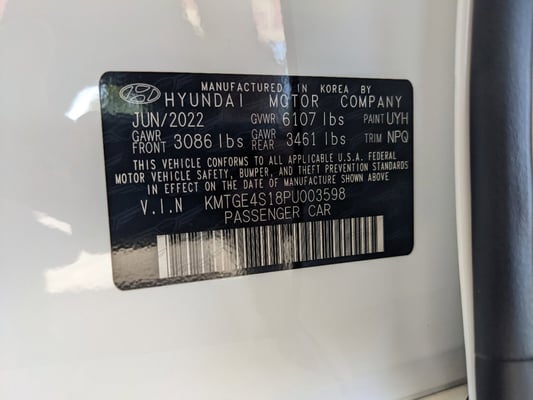 MANUFACTURED IN KOREA BY
HYUNDAI MOTOR COMPANY
JUN/2022 GVWR 6107 lbs PAINT UYH
GAWR FRONT 3086 lbs GAWR REAR 3461 lbs TRIM NPQ
THIS VEHICLE CONFORMS TO ALL APPLICABLE U.S.A. FEDERAL
MOTOR VEHICLE SAFETY, BUMPER, AND THEFT PREVENTION STANDARDS
IN EFFECT ON THE DATE OF MANUFACTURE SHOWN ABOVE
V.I.N KMTGE4S18PU003598
PASSENGER CAR